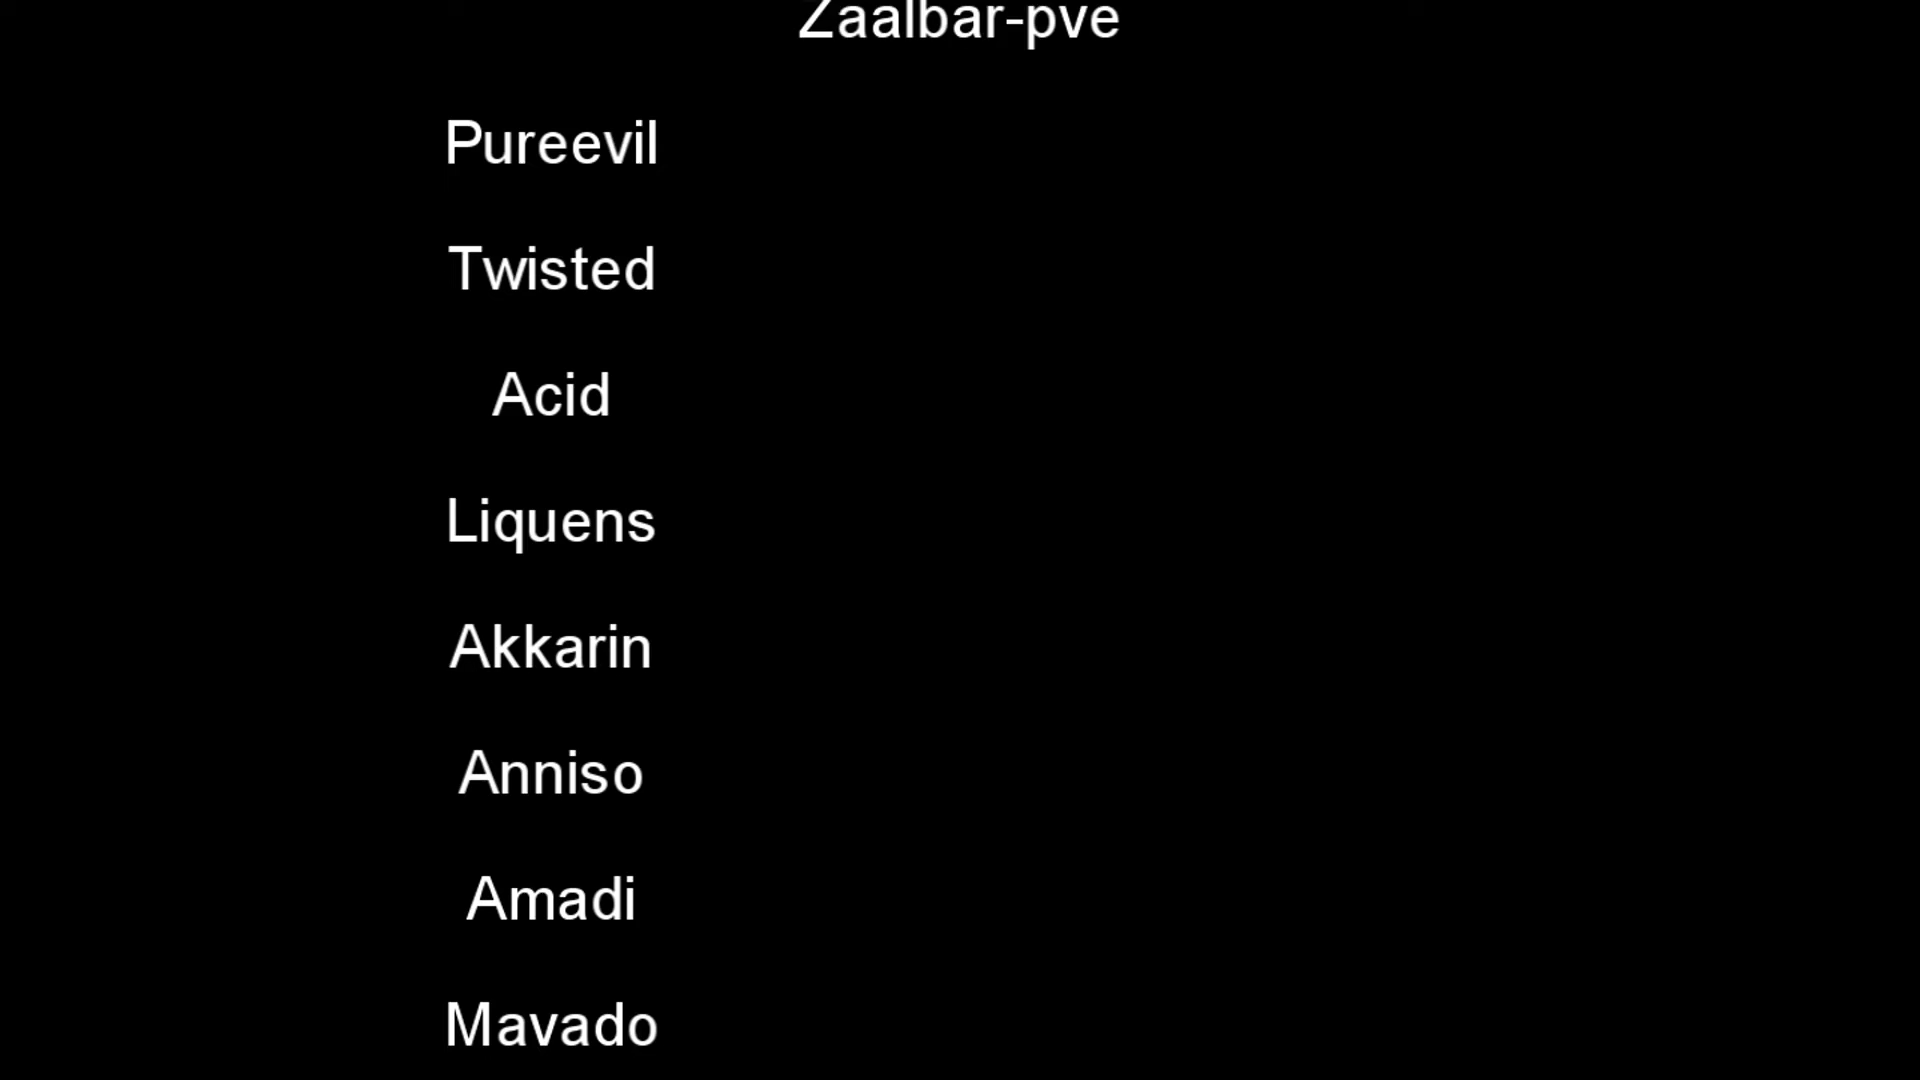 Zaalbar-pve
Pureevil
Twisted
Acid
Liquens
Akkarin
Anniso
Amadi
Mavado